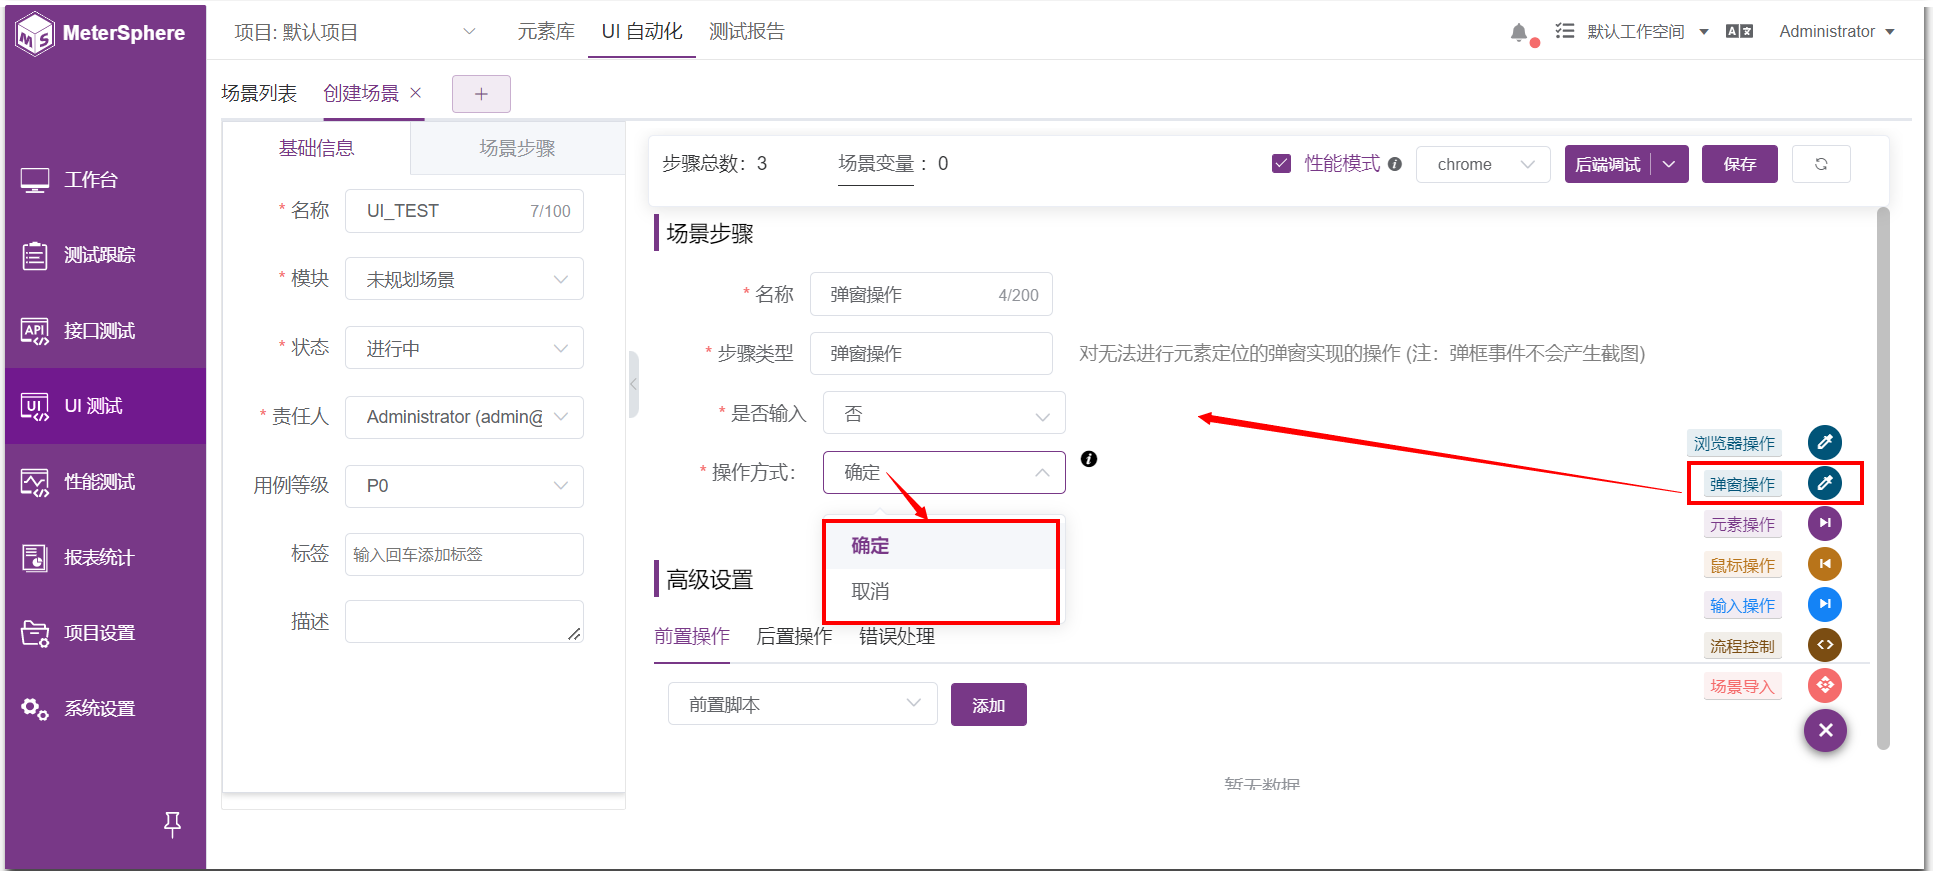 MeterSphere
项目: 默认项目
元素库
UI 自动化
测试报告
默认工作空间
Administrator
场景列表
创建场景
工作台
测试跟踪
接口测试
UI 测试
性能测试
报表统计
项目设置
系统设置
基础信息
场景步骤
* 名称
UI_TEST
7/100
* 模块
未规划场景
* 状态
进行中
* 责任人
Administrator (admin@
用例等级
P0
标签
输入回车添加标签
描述
步骤总数：3
场景变量 ：0
性能模式
chrome
后端调试
保存
场景步骤
* 名称
弹窗操作
4/200
* 步骤类型
弹窗操作
对无法进行元素定位的弹窗实现的操作 (注：弹框事件不会产生截图)
* 是否输入
否
* 操作方式：
确定
确定
取消
高级设置
前置操作
后置操作
错误处理
前置脚本
添加
暂无数据
浏览器操作
弹窗操作
元素操作
鼠标操作
输入操作
流程控制
场景导入